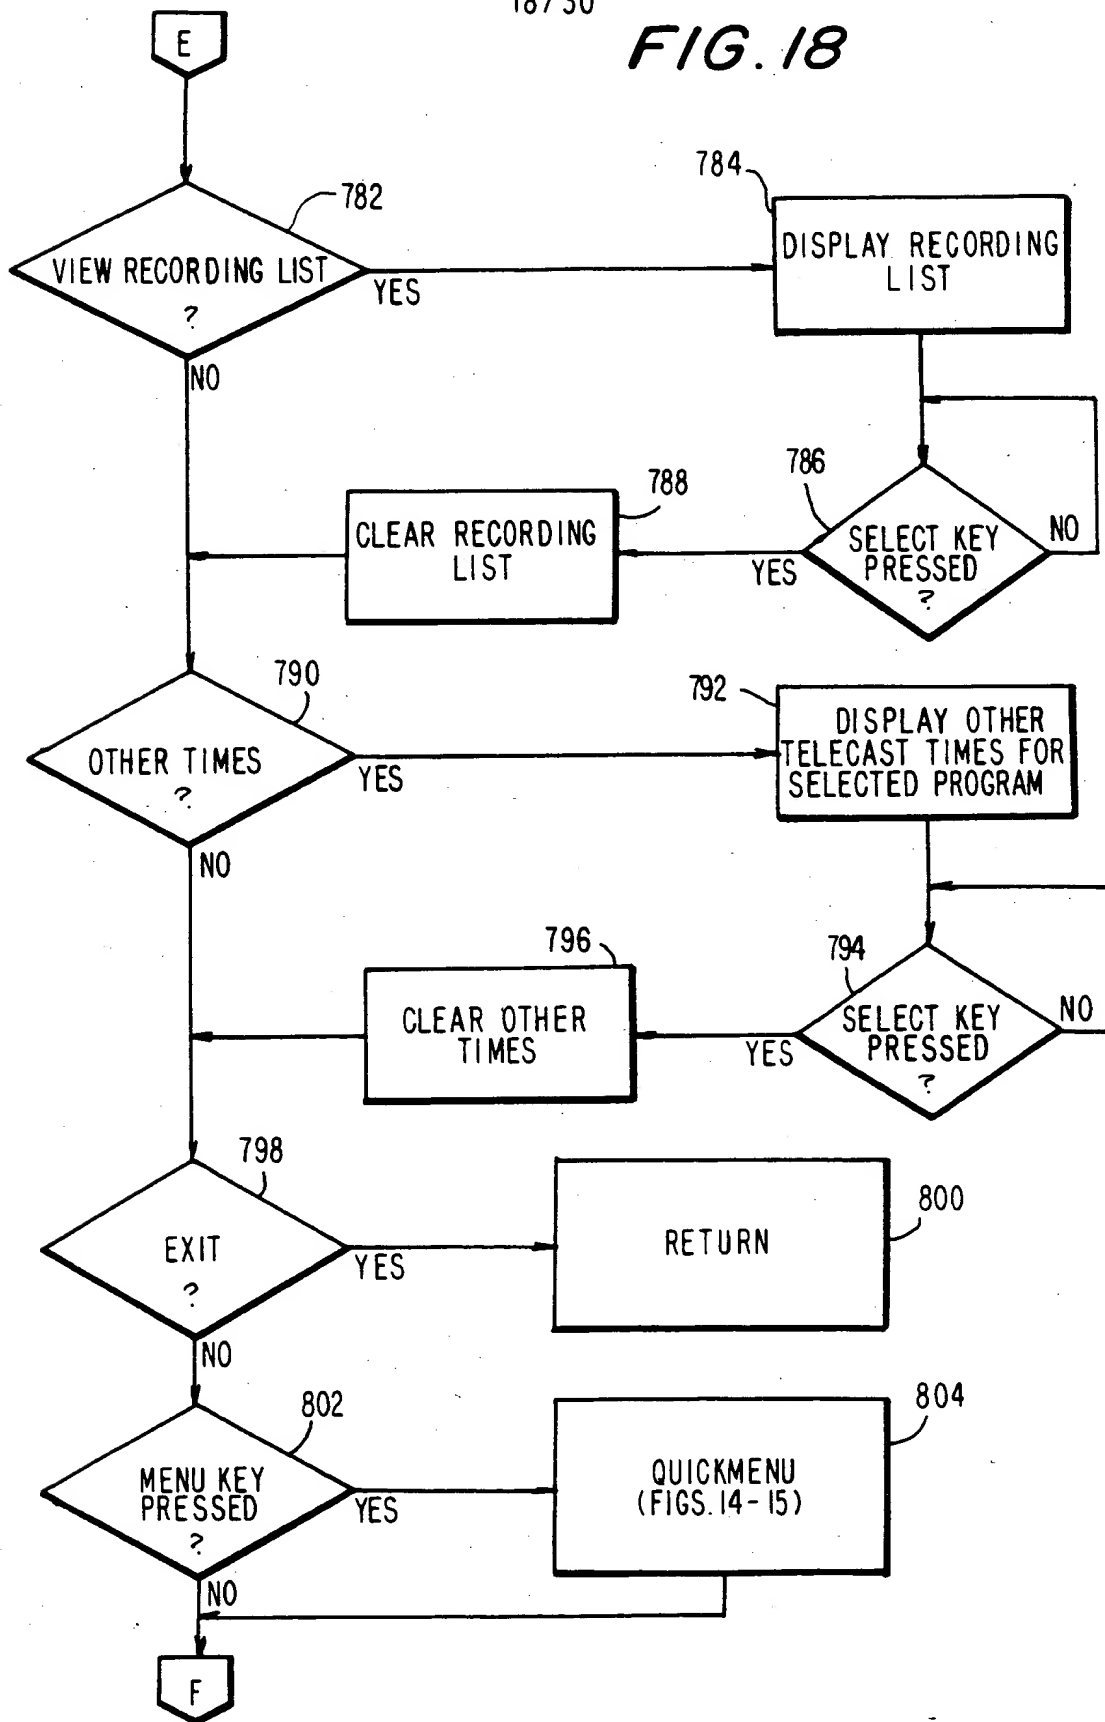 18/30
FIG. 18
E
782
VIEW RECORDING LIST
?
YES
NO
784
DISPLAY RECORDING
LIST
786
SELECT KEY
PRESSED
?
NO
YES
788
CLEAR RECORDING
LIST
790
OTHER TIMES
?
YES
NO
792
DISPLAY OTHER
TELECAST TIMES FOR
SELECTED PROGRAM
794
SELECT KEY
PRESSED
?
NO
YES
796
CLEAR OTHER
TIMES
798
EXIT
?
YES
NO
800
RETURN
802
MENU KEY
PRESSED
?
YES
NO
804
QUICKMENU
(FIGS. 14-15)
F